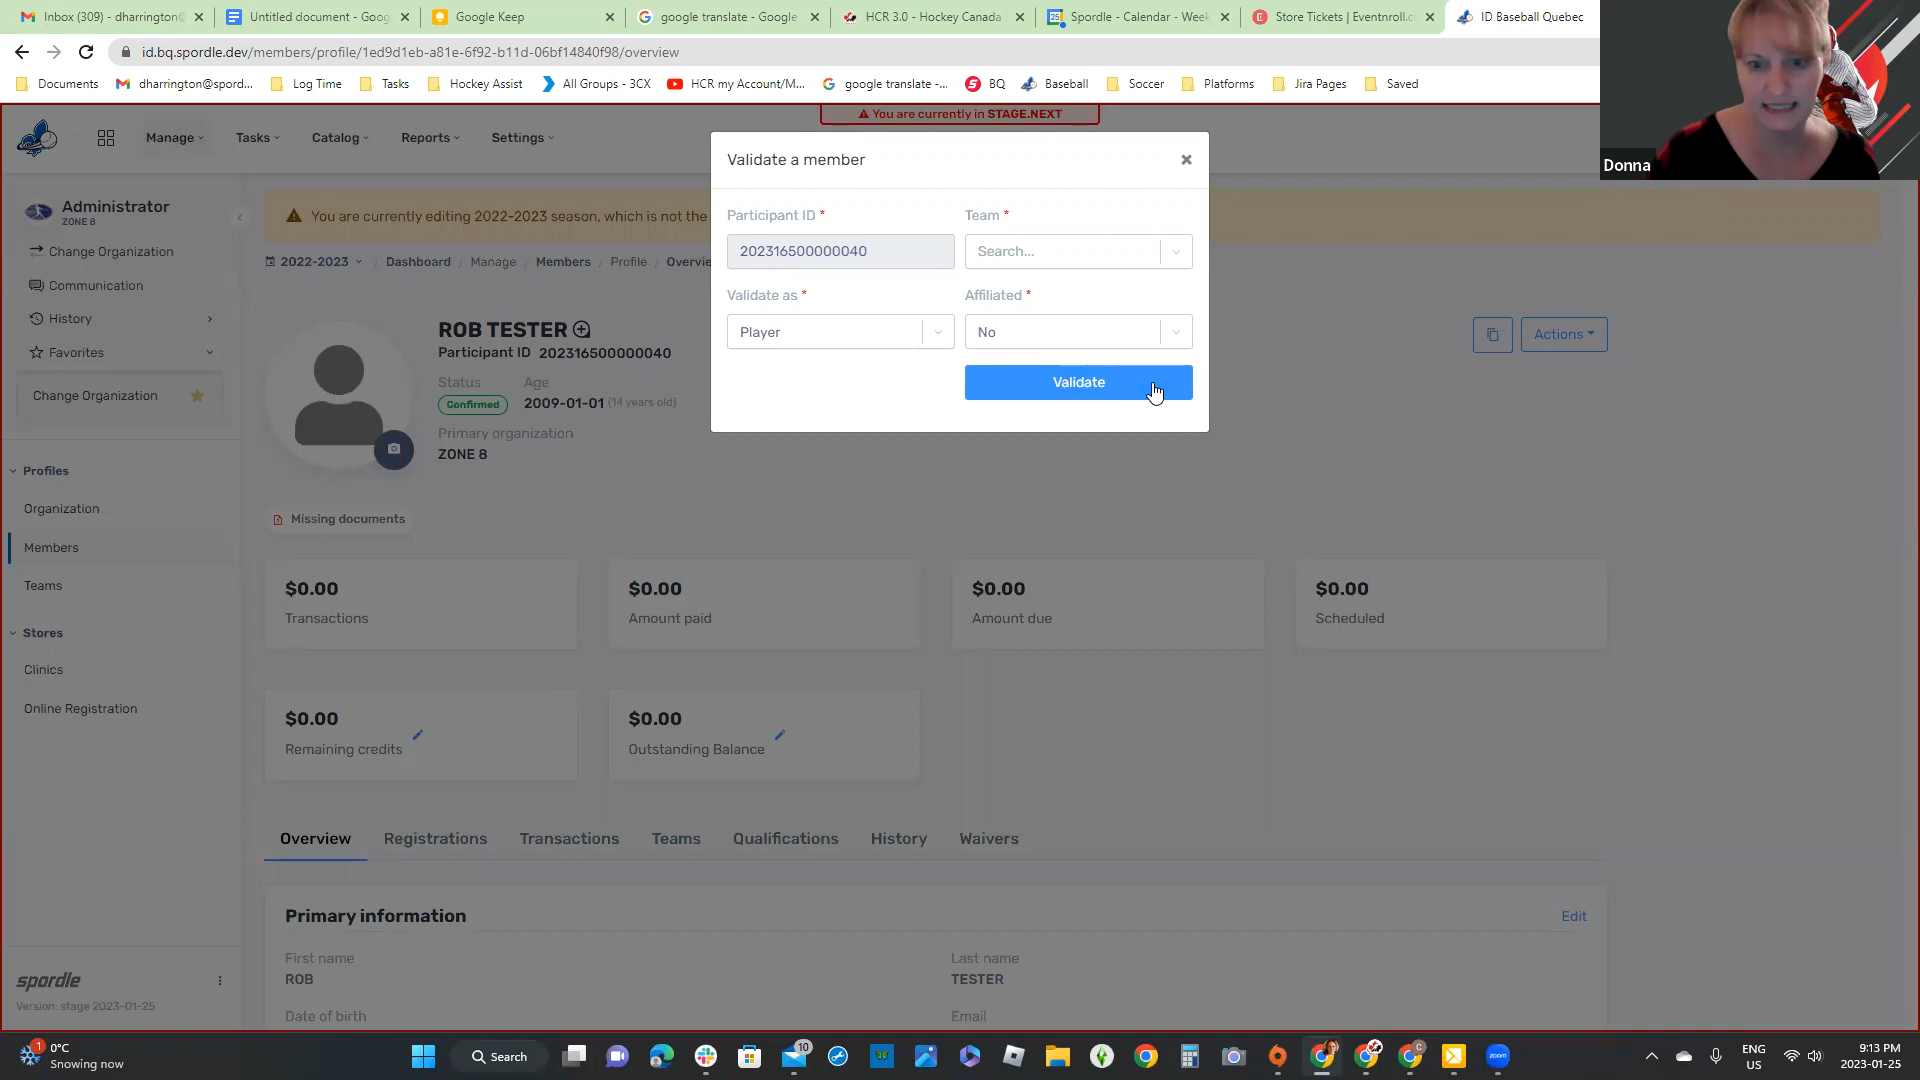 Inbox (309) - dharrington@
Untitled document - Goog
Google Keep
google translate - Google
HCR 3.0 - Hockey Canada
Spordle - Calendar - Week
Store Tickets | Eventnroll.c
ID Baseball Quebec
id.bq.spordle.dev/members/profile/1ed9d1eb-a81e-6f92-b11d-06bf14840f98/overview
Documents
dharrington@spord...
Log Time
Tasks
Hockey Assist
All Groups - 3CX
HCR my Account/M...
google translate -...
BQ
Baseball
Soccer
Platforms
Jira Pages
Saved
Donna
You are currently in STAGE.NEXT
Manage
Tasks
Catalog
Reports
Settings
Administrator
ZONE 8
Change Organization
Communication
History
Favorites
Change Organization
Profiles
Organization
Members
Teams
Stores
Clinics
Online Registration
spordle
Version: stage 2023-01-25
You are currently editing 2022-2023 season, which is not the
2022-2023 / Dashboard / Manage / Members / Profile / Overvie
Validate a member
Participant ID *
202316500000040
Team *
Search...
Validate as *
Player
Affiliated *
No
Validate
ROB TESTER
Participant ID 202316500000040
Status
Confirmed
Age
2009-01-01 (14 years old)
Primary organization
ZONE 8
Actions
Missing documents
$0.00
Transactions
$0.00
Amount paid
$0.00
Amount due
$0.00
Scheduled
$0.00
Remaining credits
$0.00
Outstanding Balance
Overview
Registrations
Transactions
Teams
Qualifications
History
Waivers
Primary information
Edit
First name
ROB
Last name
TESTER
Date of birth
Email
1
0°C
Snowing now
Search
10
zoom
ENG
US
9:13 PM
2023-01-25